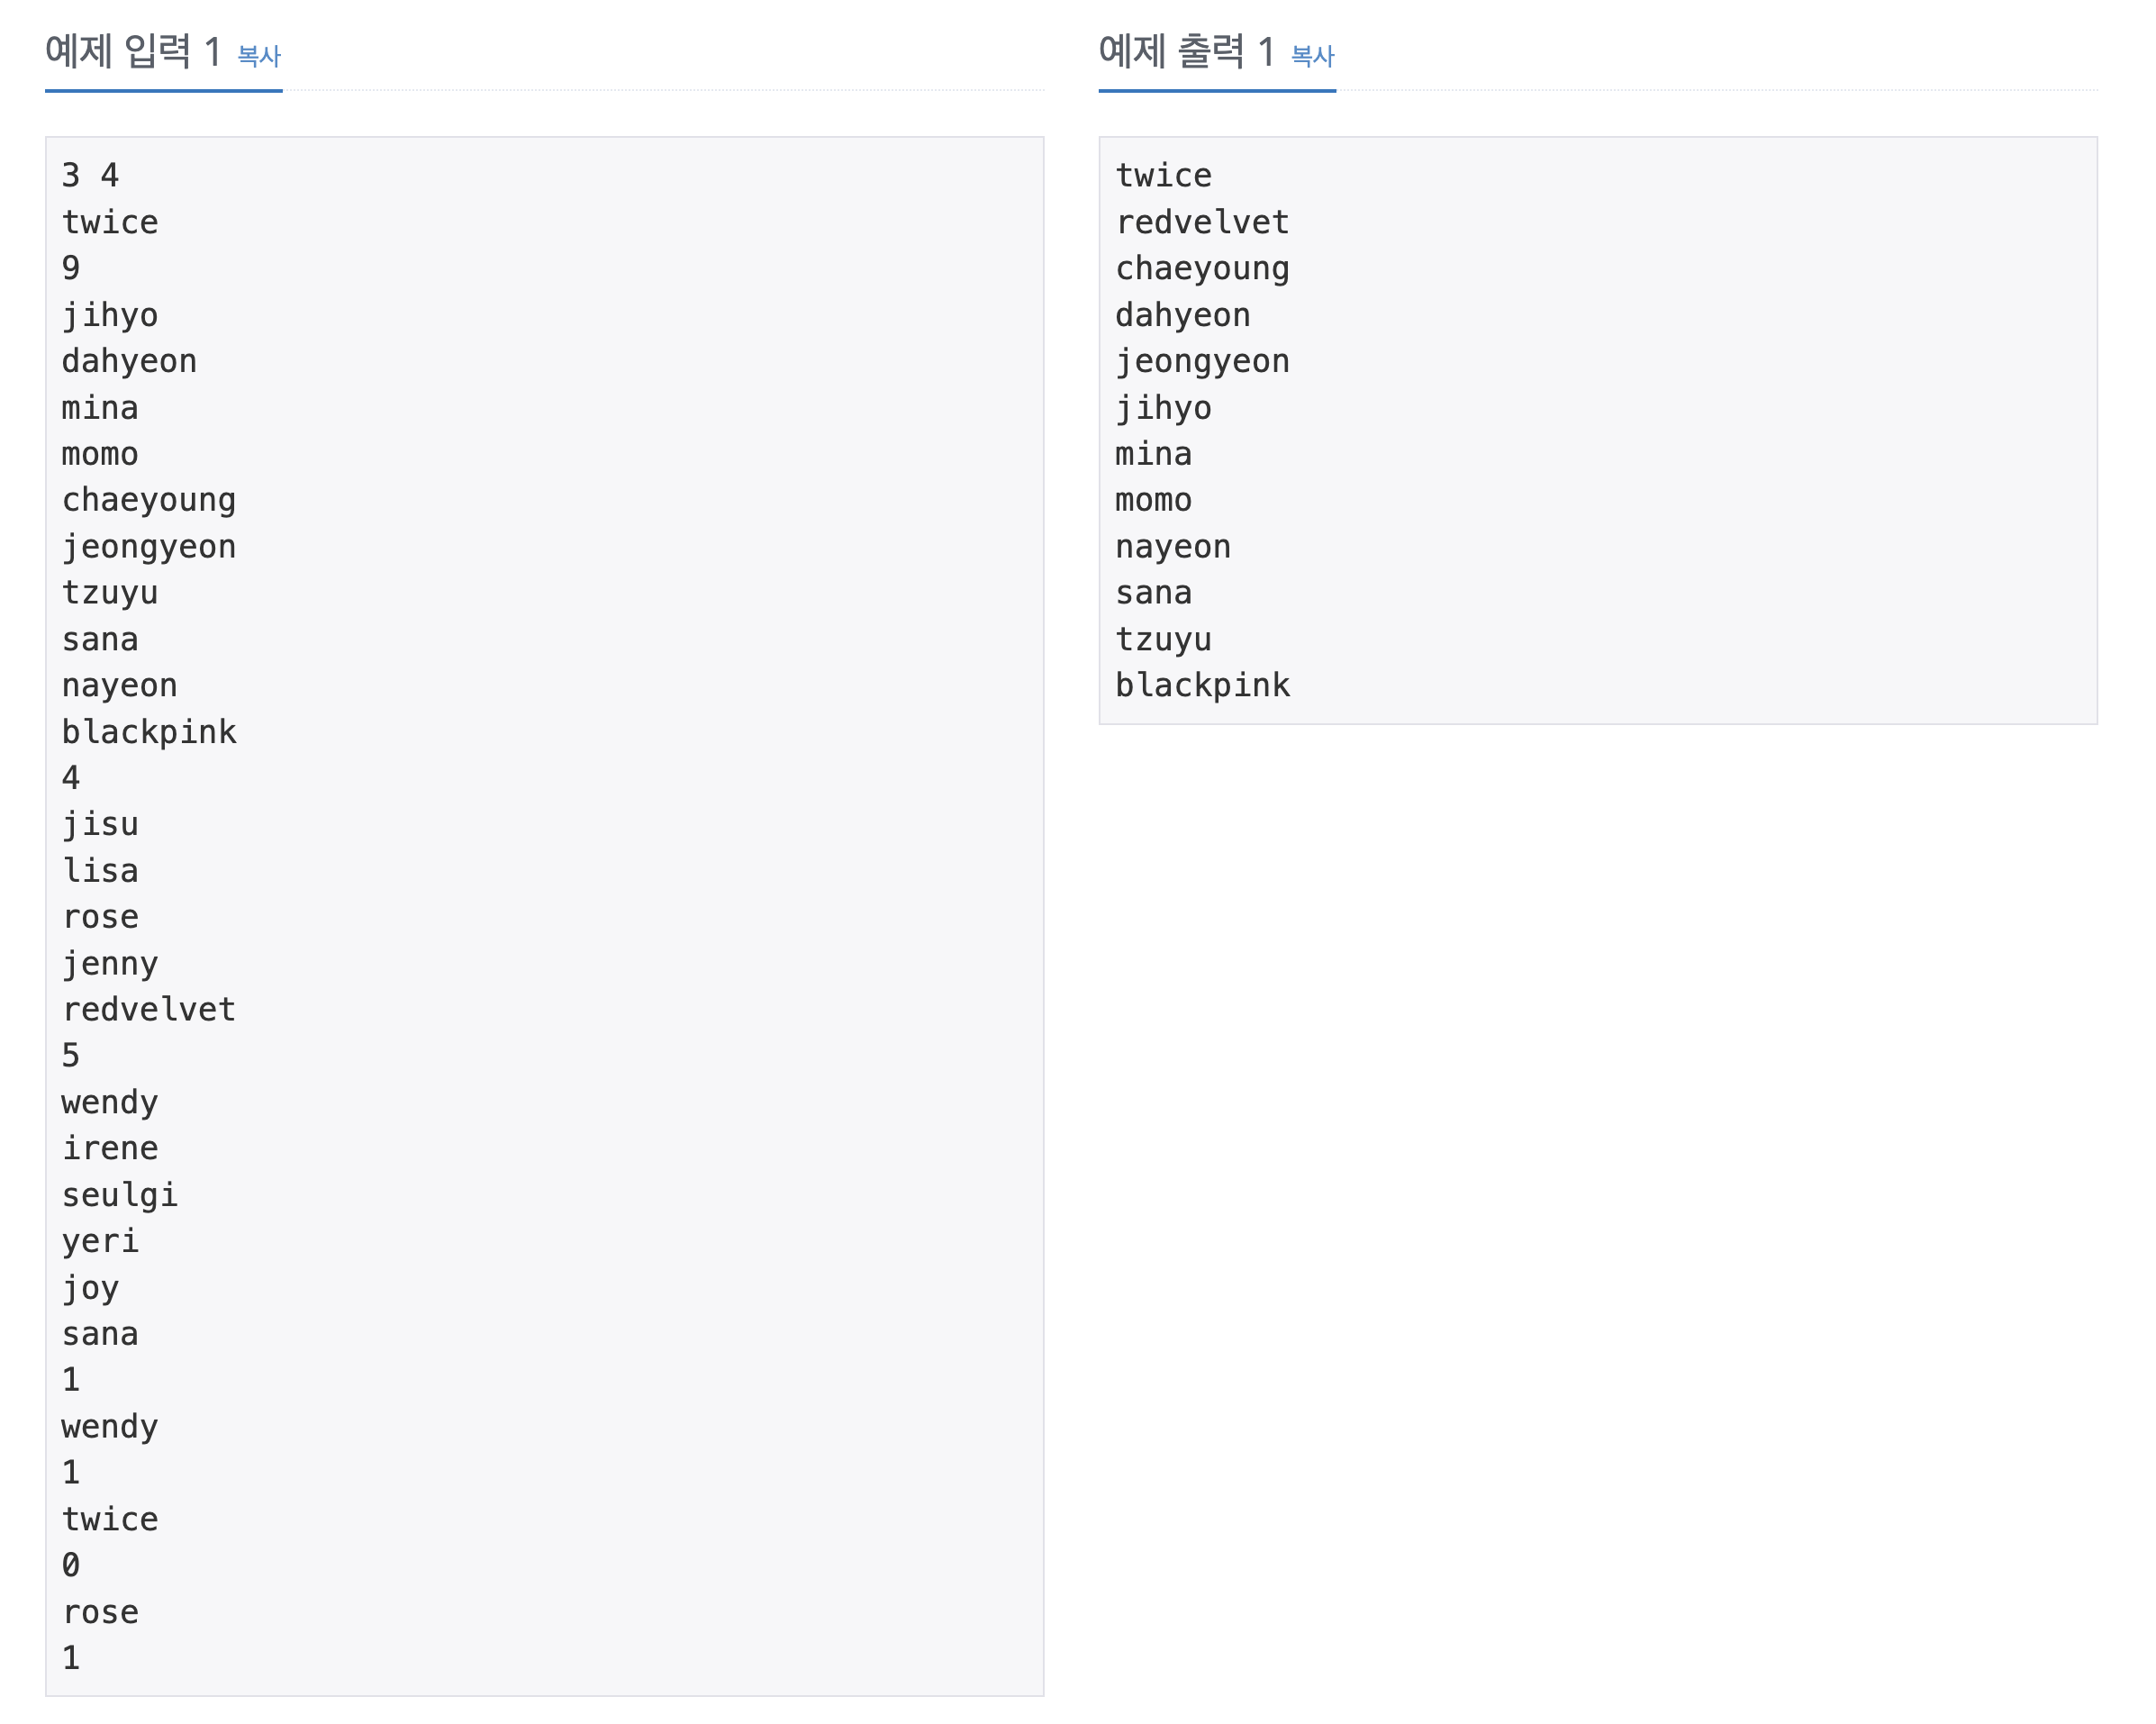 예제 입력 1 복사
3 4
twice
9
jihyo
dahyeon
mina
momo
chaeyoung
jeongyeon
tzuyu
sana
nayeon
blackpink
4
jisu
lisa
rose
jenny
redvelvet
5
wendy
irene
seulgi
yeri
joy
sana
1
wendy
1
twice
0
rose
1
예제 출력 1 복사
twice
redvelvet
chaeyoung
dahyeon
jeongyeon
jihyo
mina
momo
nayeon
sana
tzuyu
blackpink